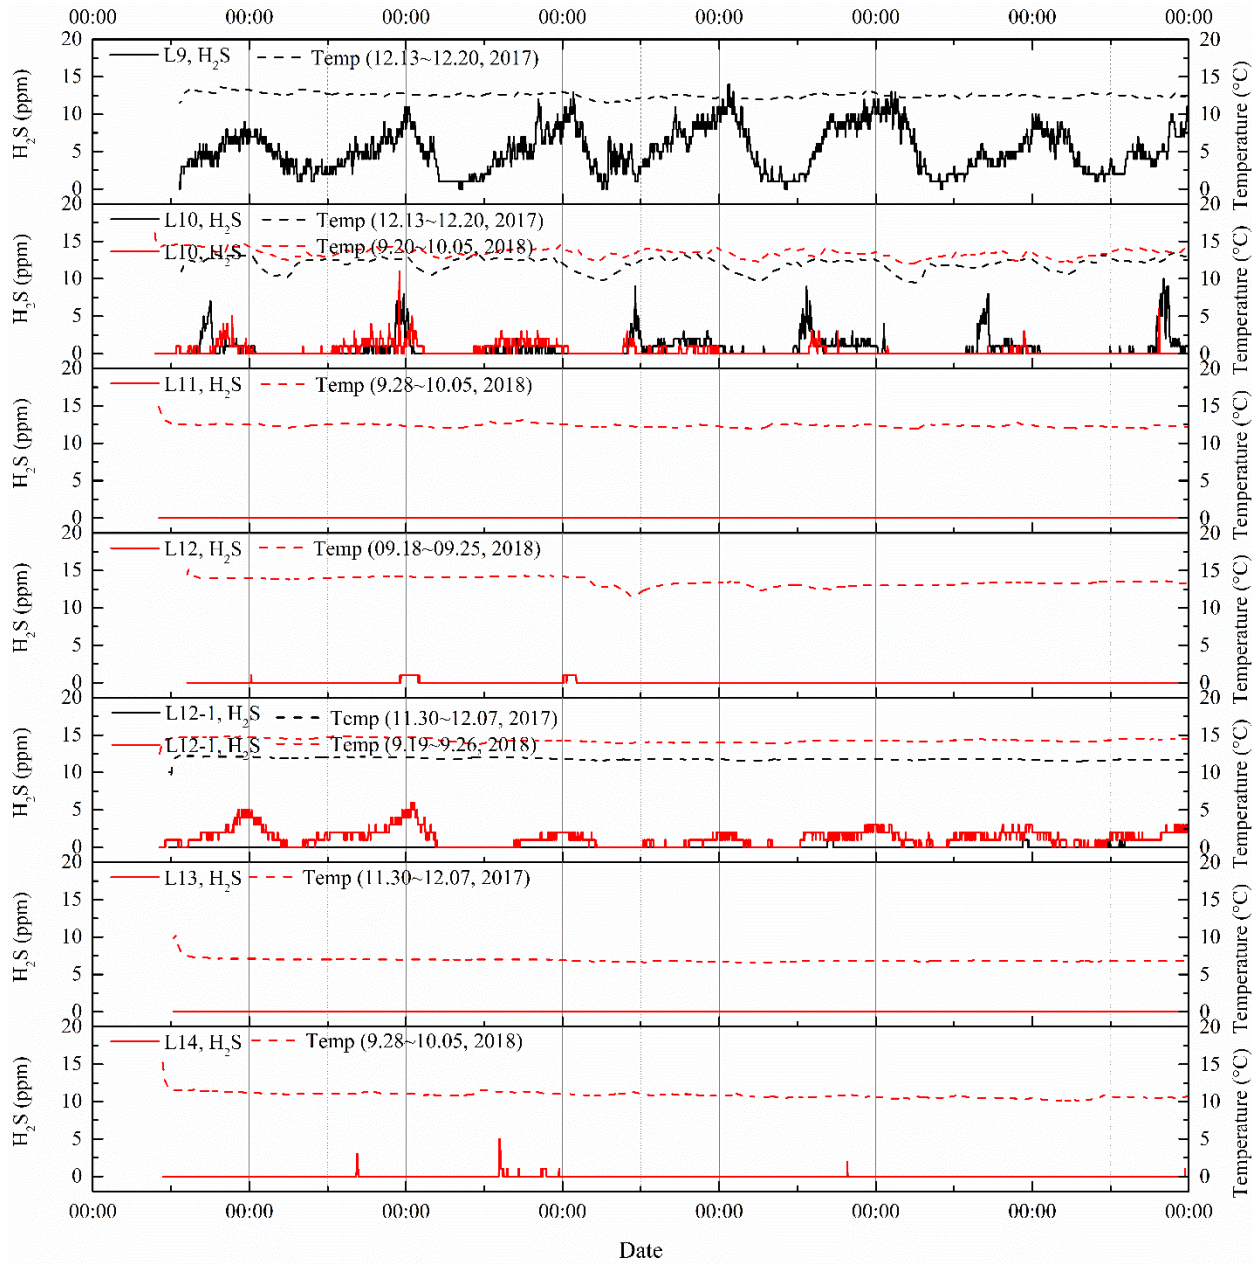 00:00 00:00 00:00 00:00 00:00 00:00 00:00 00:00
L9, H₂S Temp (12.13~12.20, 2017)
20 15 10 5 0
H₂S (ppm)
20 15 10 5 0
Temperature (°C)
L10, H₂S Temp (12.13~12.20, 2017)
L10, H₂S Temp (9.20~10.05, 2018)
20 15 10 5 0
H₂S (ppm)
20 15 10 5 0
Temperature (°C)
L11, H₂S Temp (9.28~10.05, 2018)
20 15 10 5 0
H₂S (ppm)
20 15 10 5 0
Temperature (°C)
L12, H₂S Temp (09.18~09.25, 2018)
20 15 10 5 0
H₂S (ppm)
20 15 10 5 0
Temperature (°C)
L12-1, H₂S Temp (11.30~12.07, 2017)
L12-1, H₂S Temp (9.19~9.26, 2018)
20 15 10 5 0
H₂S (ppm)
20 15 10 5 0
Temperature (°C)
L13, H₂S Temp (11.30~12.07, 2017)
20 15 10 5 0
H₂S (ppm)
20 15 10 5 0
Temperature (°C)
L14, H₂S Temp (9.28~10.05, 2018)
20 15 10 5 0
H₂S (ppm)
20 15 10 5 0
Temperature (°C)
00:00 00:00 00:00 00:00 00:00 00:00 00:00 00:00
Date